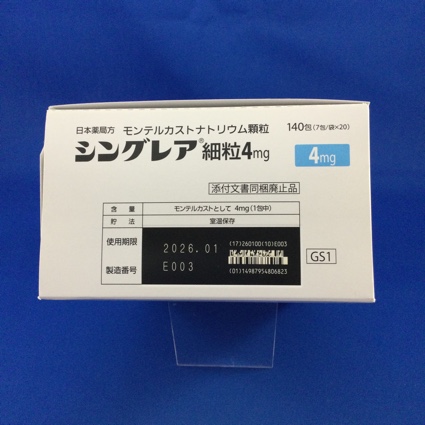 日本薬局方 モンテルカストナトリウム顆粒 140包(7包/袋×20)
シングレア®細粒4mg
4mg
添付文書同梱廃止品
含量 モンテルカストとして 4mg(1包中)
貯法 室温保存
使用期限 2026.01
(17)260100(10)E003
製造番号 E003
(01)14987954806823
GS1